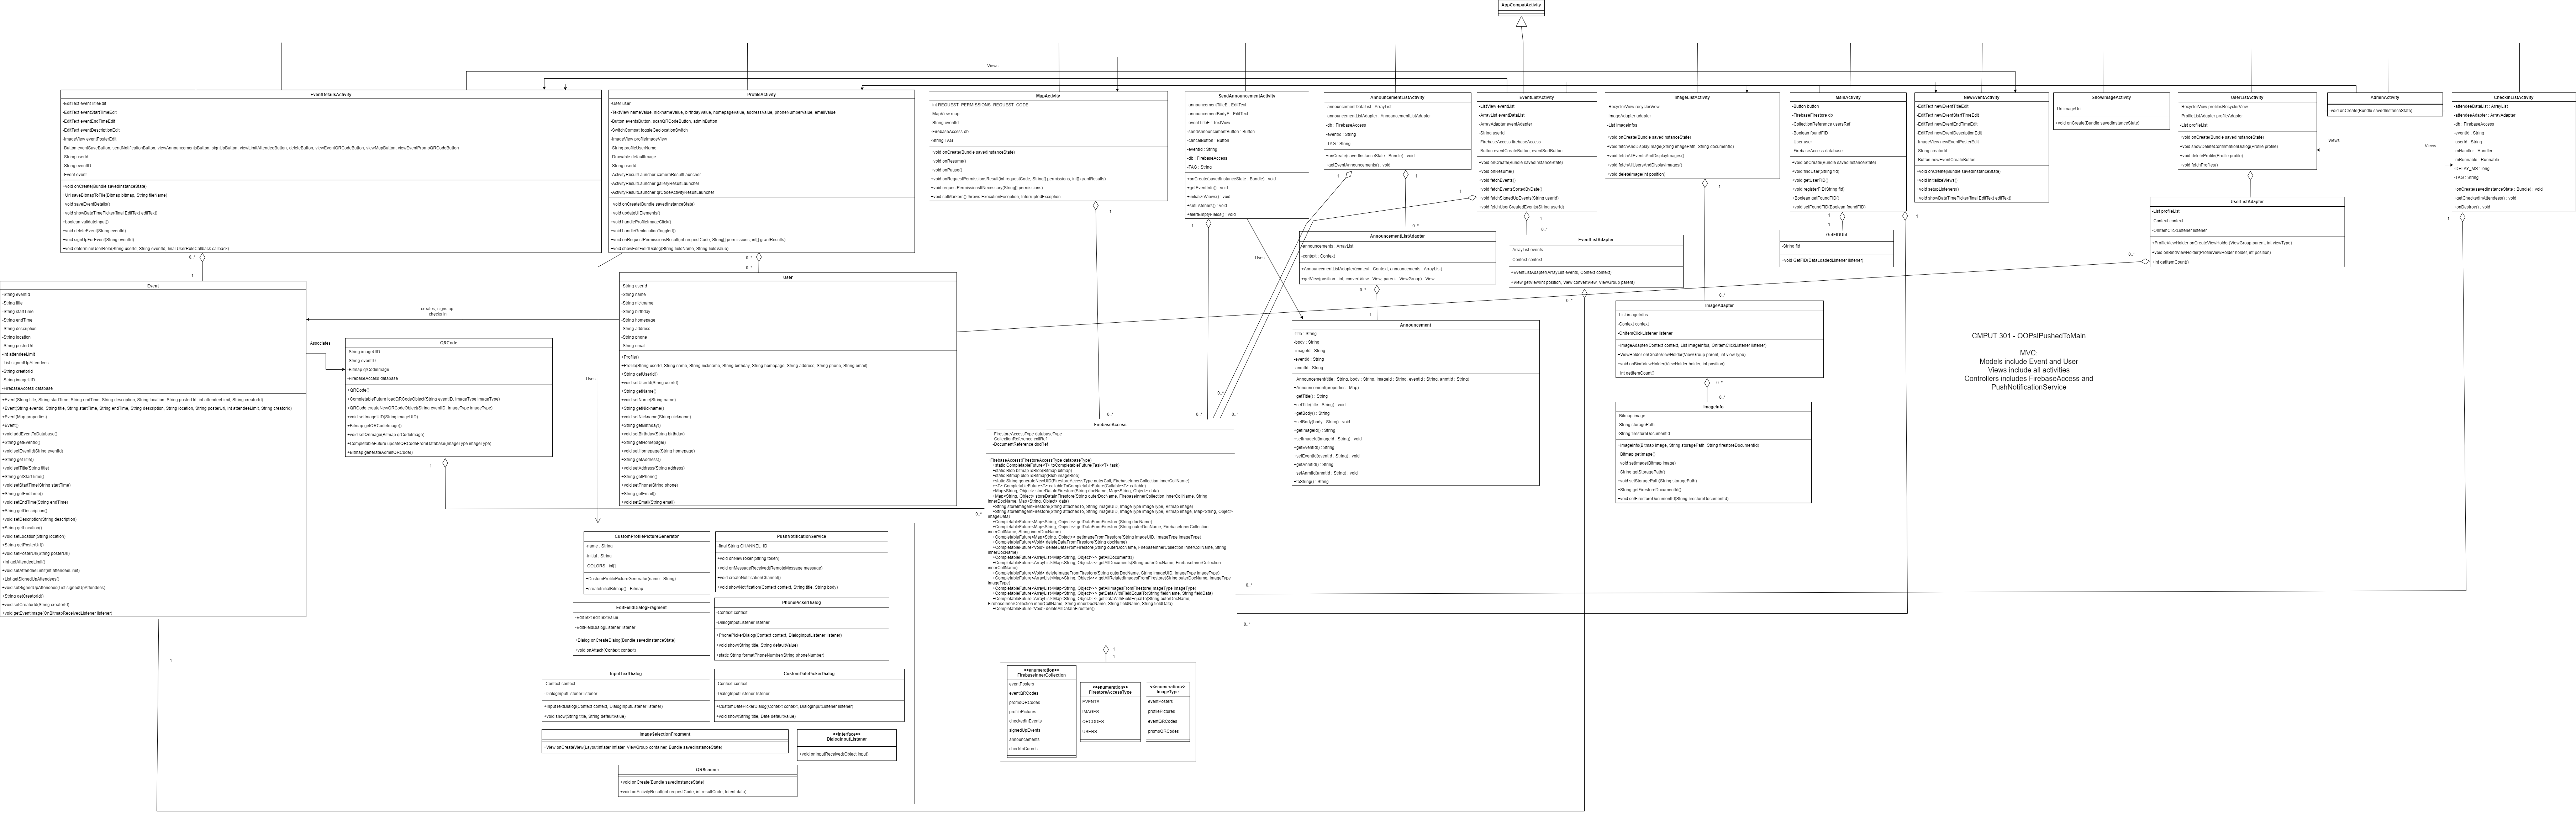 AppCompatActivity
Views
EventDetailsActivity
-EditText eventTitleEdit
-EditText eventStartTimeEdit
-EditText eventEndTimeEdit
-EditText eventDescriptionEdit
-ImageView eventPosterEdit
-Button eventSaveButton, sendNotificationButton, viewAnnouncementsButton, signUpButton, viewLimitAttendeeButton, deleteButton, viewEventQRCodeButton, viewMapButton, viewEventPromoQRCodeButton
-String userId
-String eventID
-Event event
+void onCreate(Bundle savedInstanceState)
+Uri saveBitmapToFile(Bitmap bitmap, String fileName)
+void saveEventDetails()
+void showDateTimePicker(final EditText editText)
+boolean validateInput()
+void deleteEvent(String eventId)
+void signUpForEvent(String eventId)
+void determineUserRole(String userId, String eventId, final UserRoleCallback callback)
ProfileActivity
-User user
-TextView nameValue, nicknameValue, birthdayValue, homepageValue, addressValue, phoneNumberValue, emailValue
-Button eventsButton, scanQRCodeButton, adminButton
-SwitchCompat toggleGeolocationSwitch
-ImageView profileImageView
-String profileUserName
-Drawable defaultImage
-String userId
-ActivityResultLauncher cameraResultLauncher
-ActivityResultLauncher galleryResultLauncher
-ActivityResultLauncher qrCodeActivityResultLauncher
+void onCreate(Bundle savedInstanceState)
+void updateUIElements()
+void handleProfileImageClick()
+void handleGeolocationToggled()
+void onRequestPermissionsResult(int requestCode, String[] permissions, int[] grantResults)
+void showEditFieldDialog(String fieldName, String fieldValue)
MapActivity
-int REQUEST_PERMISSIONS_REQUEST_CODE
-MapView map
-String eventId
-FirebaseAccess db
-String TAG
+void onCreate(Bundle savedInstanceState)
+void onResume()
+void onPause()
+void onRequestPermissionsResult(int requestCode, String[] permissions, int[] grantResults)
+void requestPermissionsIfNecessary(String[] permissions)
+void setMarkers() throws ExecutionException, InterruptedException
SendAnnouncementActivity
-announcementTitleE : EditText
-announcementBodyE : EditText
-eventTitleE : TextView
-sendAnnouncementButton : Button
-cancelButton : Button
-eventId : String
-db : FirebaseAccess
-TAG : String
+onCreate(savedInstanceState : Bundle) : void
+getEventInfo() : void
+initializeViews() : void
+setListeners() : void
+alertEmptyFields() : void
AnnouncementListActivity
-announcementDataList : ArrayList
-announcementListAdapter : AnnouncementListAdapter
-db : FirebaseAccess
-eventId : String
-TAG : String
+onCreate(savedInstanceState : Bundle) : void
+getEventAnnouncements() : void
EventListActivity
-ListView eventList
-ArrayList eventDataList
-ArrayAdapter eventAdapter
-String userId
-FirebaseAccess firebaseAccess
-Button eventCreateButton, eventSortButton
+void onCreate(Bundle savedInstanceState)
+void onResume()
+void fetchEvents()
+void fetchEventsSortedByDate()
+void fetchSignedUpEvents(String userId)
+void fetchUserCreatedEvents(String userId)
ImageListActivity
-RecyclerView recyclerView
-ImageAdapter adapter
-List imageInfos
+void onCreate(Bundle savedInstanceState)
+void fetchAndDisplayImage(String imagePath, String documentId)
+void fetchAllEventsAndDisplayImages()
+void fetchAllUsersAndDisplayImages()
+void deleteImage(int position)
MainActivity
-Button button
-FirebaseFirestore db
-CollectionReference usersRef
-Boolean foundFID
-User user
-FirebaseAccess database
+void onCreate(Bundle savedInstanceState)
+void findUser(String fid)
+void getUserFID()
+void registerFID(String fid)
+Boolean getFoundFID()
+void setFoundFID(Boolean foundFID)
NewEventActivity
-EditText newEventTitleEdit
-EditText newEventStartTimeEdit
-EditText newEventEndTimeEdit
-EditText newEventDescriptionEdit
-ImageView newEventPosterEdit
-String creatorId
-Button newEventCreateButton
+void onCreate(Bundle savedInstanceState)
+void initializeViews()
+void setupListeners()
+void showDateTimePicker(final EditText editText)
ShowImageActivity
-Uri imageUri
+void onCreate(Bundle savedInstanceState)
UserListActivity
-RecyclerView profilesRecyclerView
-ProfileListAdapter profileAdapter
-List profileList
+void onCreate(Bundle savedInstanceState)
+void showDeleteConfirmationDialog(Profile profile)
+void deleteProfile(Profile profile)
+void fetchProfiles()
AdminActivity
+void onCreate(Bundle savedInstanceState)
Views
Views
CheckInListActivity
-attendeeDataList : ArrayList
-attendeeAdapter : ArrayAdapter
-db : FirebaseAccess
-eventId : String
-userId : String
-mHandler : Handler
-mRunnable : Runnable
-DELAY_MS : long
-TAG : String
+onCreate(savedInstanceState : Bundle) : void
+getCheckedInAttendees() : void
+onDestroy() : void
UserListAdapter
-List profileList
-Context context
-OnItemClickListener listener
+ProfileViewHolder onCreateViewHolder(ViewGroup parent, int viewType)
+void onBindViewHolder(ProfileViewHolder holder, int position)
+int getItemCount()
GetFIDUtil
-String fid
+void GetFID(DataLoadedListener listener)
AnnouncementListAdapter
-announcements : ArrayList
-context : Context
+AnnouncementListAdapter(context : Context, announcements : ArrayList)
+getView(position : int, convertView : View, parent : ViewGroup) : View
EventListAdapter
-ArrayList events
-Context context
+EventListAdapter(ArrayList events, Context context)
+View getView(int position, View convertView, ViewGroup parent)
ImageAdapter
-List imageInfos
-Context context
-OnItemClickListener listener
+ImageAdapter(Context context, List imageInfos, OnItemClickListener listener)
+ViewHolder onCreateViewHolder(ViewGroup parent, int viewType)
+void onBindViewHolder(ViewHolder holder, int position)
+int getItemCount()
ImageInfo
-Bitmap image
-String storagePath
-String firestoreDocumentId
+ImageInfo(Bitmap image, String storagePath, String firestoreDocumentId)
+Bitmap getImage()
+void setImage(Bitmap image)
+String getStoragePath()
+void setStoragePath(String storagePath)
+String getFirestoreDocumentId()
+void setFirestoreDocumentId(String firestoreDocumentId)
CMPUT 301 - OOPsIPushedToMain
MVC:
Models include Event and User
Views include all activities
Controllers includes FirebaseAccess and
PushNotificationService
Event
-String eventId
-String title
-String startTime
-String endTime
-String description
-String location
-String posterUrl
-int attendeeLimit
-List signedUpAttendees
-String creatorId
-String imageUID
-FirebaseAccess database
+Event(String title, String startTime, String endTime, String description, String location, String posterUrl, int attendeeLimit, String creatorId)
+Event(String eventId, String title, String startTime, String endTime, String description, String location, String posterUrl, int attendeeLimit, String creatorId)
+Event(Map properties)
+Event()
+void addEventToDatabase()
+String getEventId()
+void setEventId(String eventId)
+String getTitle()
+void setTitle(String title)
+String getStartTime()
+void setStartTime(String startTime)
+String getEndTime()
+void setEndTime(String endTime)
+String getDescription()
+void setDescription(String description)
+String getLocation()
+void setLocation(String location)
+String getPosterUrl()
+void setPosterUrl(String posterUrl)
+int getAttendeeLimit()
+void setAttendeeLimit(int attendeeLimit)
+List getSignedUpAttendees()
+void setSignedUpAttendees(List signedUpAttendees)
+String getCreatorId()
+void setCreatorId(String creatorId)
+void getEventImage(OnBitmapReceivedListener listener)
Associates
QRCode
-String imageUID
-String eventID
-Bitmap qrCodeImage
-FirebaseAccess database
+QRCode()
+CompletableFuture loadQRCodeObject(String eventID, ImageType imageType)
+QRCode createNewQRCodeObject(String eventID, ImageType imageType)
+void setImageUID(String imageUID)
+Bitmap getQRCodeImage()
+void setQrImage(Bitmap qrCodeImage)
+CompletableFuture updateQRCodeFromDatabase(ImageType imageType)
+Bitmap generateAdminQRCode()
creates, signs up,
checks in
Uses
User
-String userId
-String name
-String nickname
-String birthday
-String homepage
-String address
-String phone
-String email
+Profile()
+Profile(String userId, String name, String nickname, String birthday, String homepage, String address, String phone, String email)
+String getUserId()
+void setUserId(String userId)
+String getName()
+void setName(String name)
+String getNickname()
+void setNickname(String nickname)
+String getBirthday()
+void setBirthday(String birthday)
+String getHomepage()
+void setHomepage(String homepage)
+String getAddress()
+void setAddress(String address)
+String getPhone()
+void setPhone(String phone)
+String getEmail()
+void setEmail(String email)
Uses
Announcement
-title : String
-body : String
-imageId : String
-eventId : String
-anmtId : String
+Announcement(title : String, body : String, imageId : String, eventId : String, anmtId : String)
+Announcement(properties : Map)
+getTitle() : String
+setTitle(title : String) : void
+getBody() : String
+setBody(body : String) : void
+getImageId() : String
+setImageId(imageId : String) : void
+getEventId() : String
+setEventId(eventId : String) : void
+getAnmtId() : String
+setAnmtId(anmtId : String) : void
+toString() : String
FirebaseAccess
-FirestoreAccessType databaseType
-CollectionReference collRef
-DocumentReference docRef
+FirebaseAccess(FirestoreAccessType databaseType)
+static CompletableFuture<T> toCompletableFuture(Task<T> task)
+static Blob bitmapToBlob(Bitmap bitmap)
+static Bitmap blobToBitmap(Blob imageBlob)
+static String generateNewUID(FirestoreAccessType outerColl, FirebaseInnerCollection innerCollName)
+<T> CompletableFuture<T> callableToCompletableFuture(Callable<T> callable)
+Map<String, Object> storeDataInFirestore(String docName, Map<String, Object> data)
+Map<String, Object> storeDataInFirestore(String outerDocName, FirebaseInnerCollection innerCollName, String
innerDocName, Map<String, Object> data)
+String storeImageInFirestore(String attachedTo, String imageUID, ImageType imageType, Bitmap image)
+String storeImageInFirestore(String attachedTo, String imageUID, ImageType imageType, Bitmap image, Map<String, Object>
imageData)
+CompletableFuture<Map<String, Object>> getDataFromFirestore(String docName)
+CompletableFuture<Map<String, Object>> getDataFromFirestore(String outerDocName, FirebaseInnerCollection
innerCollName, String innerDocName)
+CompletableFuture<Map<String, Object>> getImageFromFirestore(String imageUID, ImageType imageType)
+CompletableFuture<Void> deleteDataFromFirestore(String docName)
+CompletableFuture<Void> deleteDataFromFirestore(String outerDocName, FirebaseInnerCollection innerCollName, String
innerDocName)
+CompletableFuture<ArrayList<Map<String, Object>>> getAllDocuments()
+CompletableFuture<ArrayList<Map<String, Object>>> getAllDocuments(String outerDocName, FirebaseInnerCollection
innerCollName)
+CompletableFuture<Void> deleteImageFromFirestore(String outerDocName, String imageUID, ImageType imageType)
+CompletableFuture<ArrayList<Map<String, Object>>> getAllRelatedImagesFromFirestore(String outerDocName, ImageType
imageType)
+CompletableFuture<ArrayList<Map<String, Object>>> getAllImagesFromFirestore(ImageType imageType)
+CompletableFuture<ArrayList<Map<String, Object>>> getDataWithFieldEqualTo(String fieldName, String fieldData)
+CompletableFuture<ArrayList<Map<String, Object>>> getDataWithFieldEqualTo(String outerDocName,
FirebaseInnerCollection innerCollName, String innerDocName, String fieldName, String fieldData)
+CompletableFuture<Void> deleteAllDataInFirestore()
CustomProfilePictureGenerator
-name : String
-initial : String
-COLORS : int[]
+CustomProfilePictureGenerator(name : String)
+createInitialBitmap() : Bitmap
PushNotificationService
-final String CHANNEL_ID
+void onNewToken(String token)
+void onMessageReceived(RemoteMessage message)
+void createNotificationChannel()
+void showNotification(Context context, String title, String body)
EditFieldDialogFragment
-EditText editTextValue
-EditFieldDialogListener listener
+Dialog onCreateDialog(Bundle savedInstanceState)
+void onAttach(Context context)
PhonePickerDialog
-Context context
-DialogInputListener listener
+PhonePickerDialog(Context context, DialogInputListener listener)
+void show(String title, String defaultValue)
+static String formatPhoneNumber(String phoneNumber)
InputTextDialog
-Context context
-DialogInputListener listener
+InputTextDialog(Context context, DialogInputListener listener)
+void show(String title, String defaultValue)
CustomDatePickerDialog
-Context context
-DialogInputListener listener
+CustomDatePickerDialog(Context context, DialogInputListener listener)
+void show(String title, Date defaultValue)
ImageSelectionFragment
+View onCreateView(LayoutInflater inflater, ViewGroup container, Bundle savedInstanceState)
<<interface>>
DialogInputListener
+void onInputReceived(Object input)
QRScanner
+void onCreate(Bundle savedInstanceState)
+void onActivityResult(int requestCode, int resultCode, Intent data)
<<enumeration>>
FirebaseInnerCollection
eventPosters
eventQRCodes
promoQRCodes
profilePictures
checkedInEvents
signedUpEvents
announcements
checkInCoords
<<enumeration>>
FirestoreAccessType
EVENTS
IMAGES
QRCODES
USERS
<<enumeration>>
ImageType
eventPosters
profilePictures
eventQRCodes
promoQRCodes